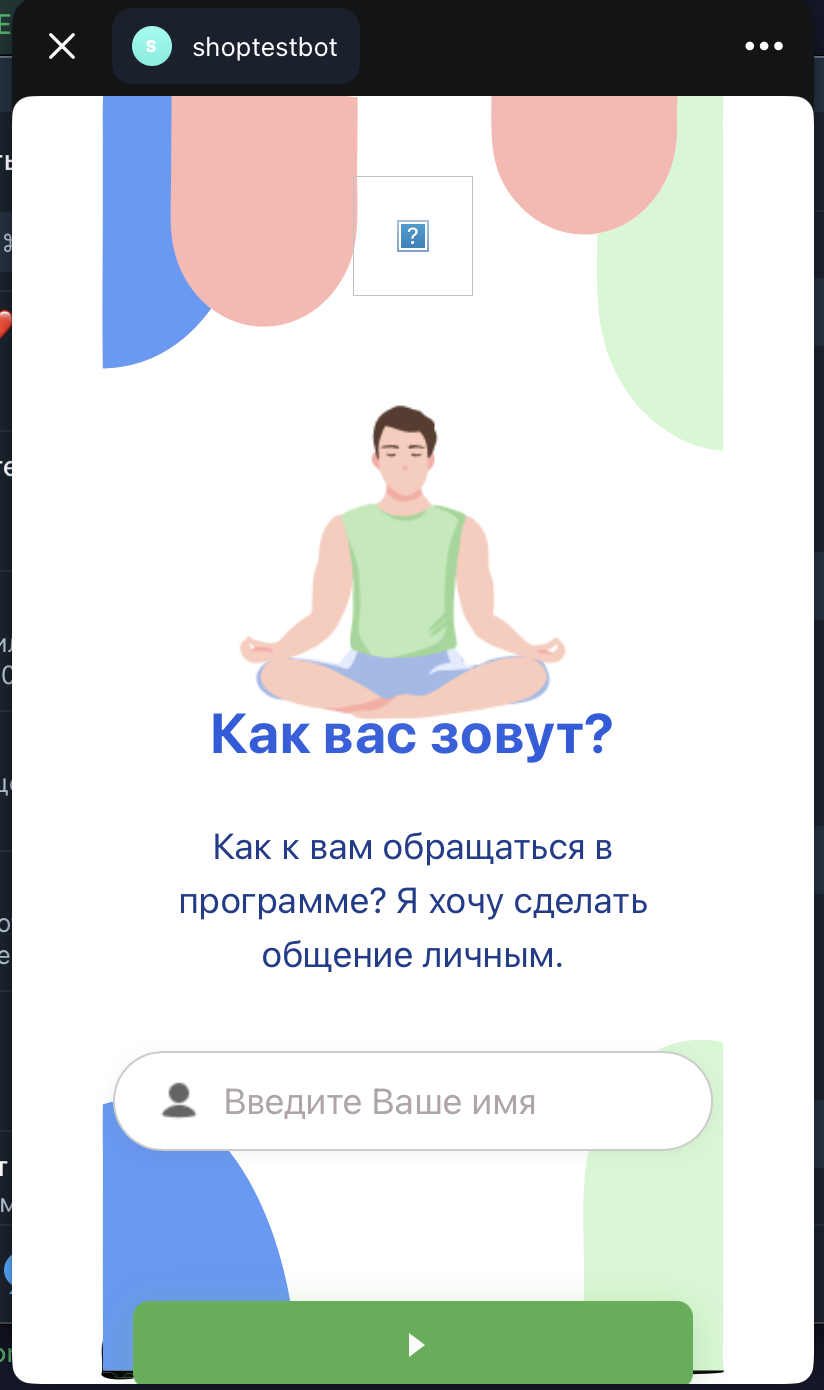 s
shoptestbot
?
Как вас зовут?
Как к вам обращаться в
программе? Я хочу сделать
общение личным.
Введите Ваше имя